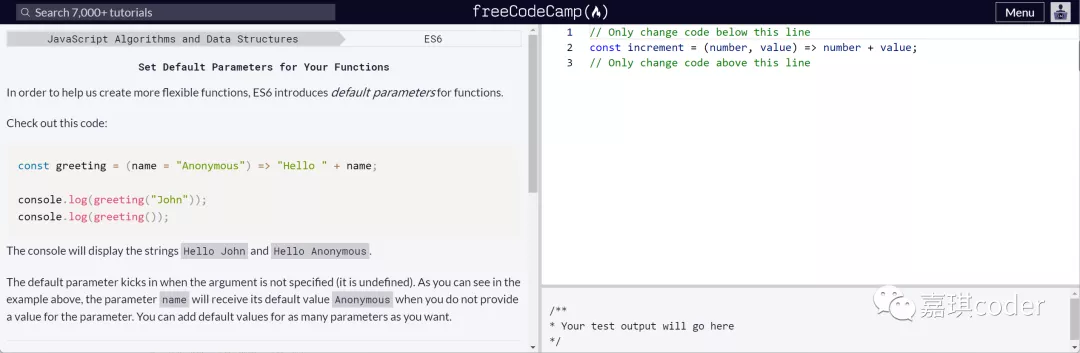 Search 7,000+ tutorials
freeCodeCamp
Menu
JavaScript Algorithms and Data Structures
ES6
Set Default Parameters for Your Functions
In order to help us create more flexible functions, ES6 introduces default parameters for functions.
Check out this code:
const greeting = (name = "Anonymous") => "Hello " + name;
console.log(greeting("John"));
console.log(greeting());
The console will display the strings Hello John and Hello Anonymous.
The default parameter kicks in when the argument is not specified (it is undefined). As you can see in the
example above, the parameter name will receive its default value Anonymous when you do not provide
a value for the parameter. You can add default values for as many parameters as you want.
1 // Only change code below this line
2 const increment = (number, value) => number + value;
3 // Only change code above this line
/**
* Your test output will go here
*/
嘉琪coder